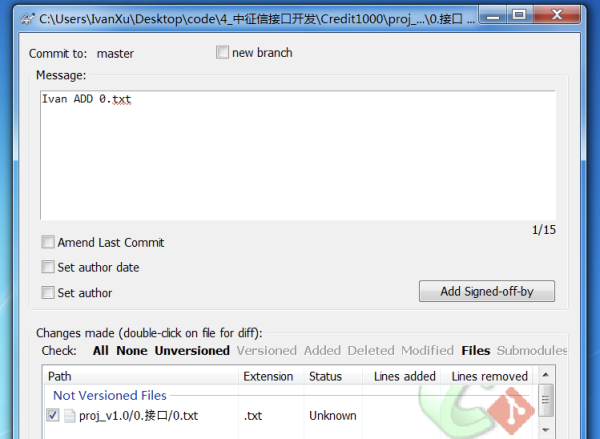 C:\Users\IvanXu\Desktop\code\4_中征信接口开发\Credit1000\proj_...\0.接口 ...
Commit to: master new branch
Message:
Ivan ADD 0.txt
1/15
Amend Last Commit
Set author date
Set author
Add Signed-off-by
Changes made (double-click on file for diff):
Check: All None Unversioned Versioned Added Deleted Modified Files Submodules
Path Extension Status Lines added Lines removed
Not Versioned Files
proj_v1.0/0.接口/0.txt .txt Unknown